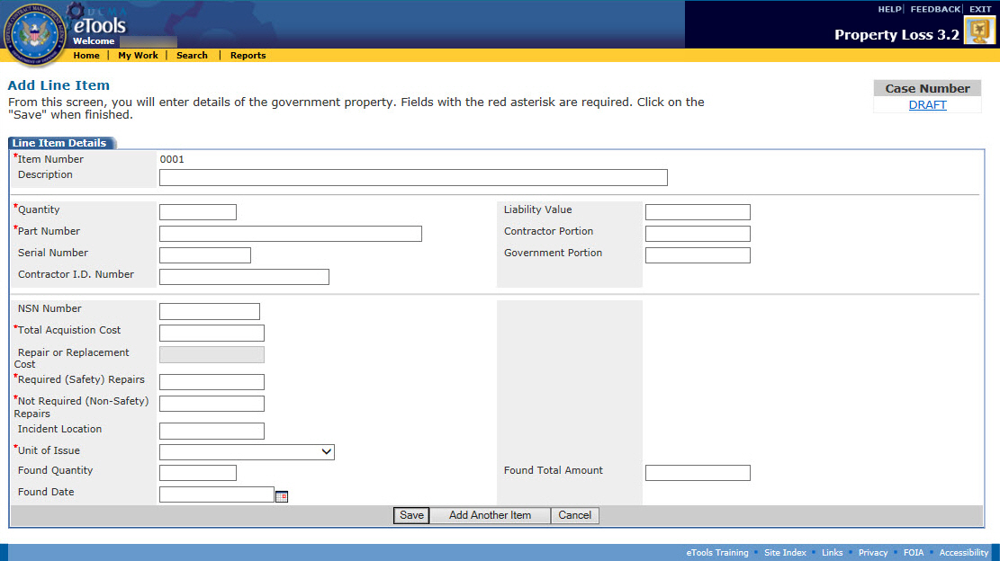 HELP | FEEDBACK | EXIT
DCMA
eTools
Welcome
Property Loss 3.2
Home | My Work | Search | Reports
Add Line Item
From this screen, you will enter details of the government property. Fields with the red asterisk are required. Click on the
"Save" when finished.
Case Number
DRAFT
Line Item Details
*Item Number 0001
Description
*Quantity
Liability Value
*Part Number
Contractor Portion
Serial Number
Government Portion
Contractor I.D. Number
NSN Number
*Total Acquistion Cost
Repair or Replacement
Cost
*Required (Safety) Repairs
*Not Required (Non-Safety)
Repairs
Incident Location
*Unit of Issue
Found Quantity
Found Total Amount
Found Date
Save Add Another Item Cancel
eTools Training • Site Index • Links • Privacy • FOIA • Accessibility